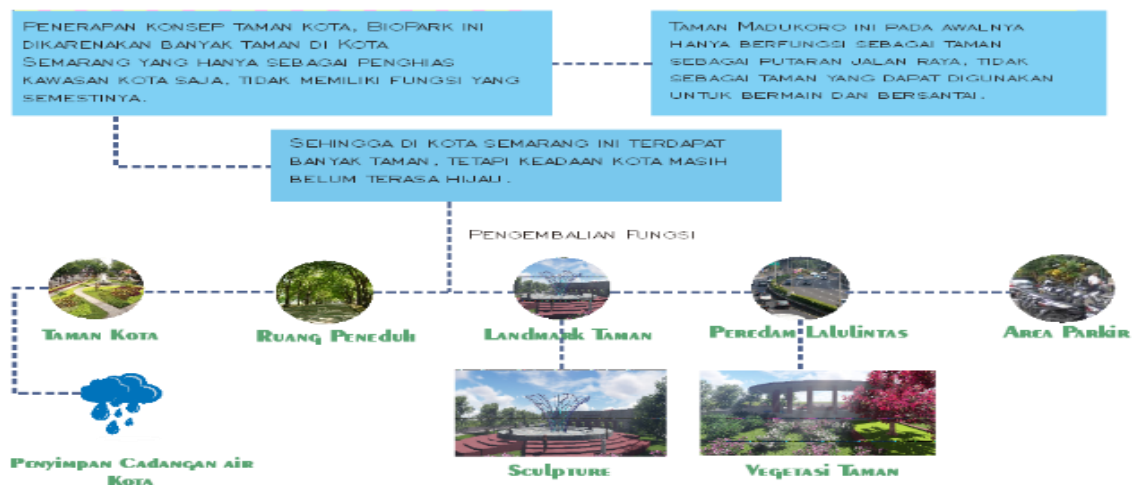 Penerapan konsep taman kota, BioPark ini
dikarenakan banyak taman di Kota
Semarang yang hanya sebagai penghias
kawasan kota saja, tidak memiliki fungsi yang
semestinya.
Taman Madukoro ini pada awalnya
hanya berfungsi sebagai taman
sebagai putaran jalan raya, tidak
sebagai taman yang dapat digunakan
untuk bermain dan bersantai.
Sehingga di kota semarang ini terdapat
banyak taman, tetapi keadaan kota masih
belum terasa hijau.
Pengembalian Fungsi
Taman Kota
Ruang Peneduh
Landmark Taman
Peredam Lalulintas
Area Parkir
Penyimpan Cadangan air
Kota
Sculpture
Vegetasi Taman